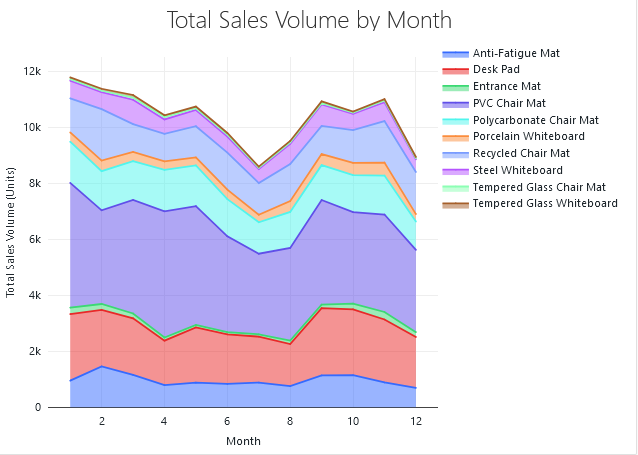 Total Sales Volume by Month
12k
10k
8k
6k
4k
2k
0
Total Sales Volume (Units)
2
4
6
8
10
12
Month
Anti-Fatigue Mat
Desk Pad
Entrance Mat
PVC Chair Mat
Polycarbonate Chair Mat
Porcelain Whiteboard
Recycled Chair Mat
Steel Whiteboard
Tempered Glass Chair Mat
Tempered Glass Whiteboard